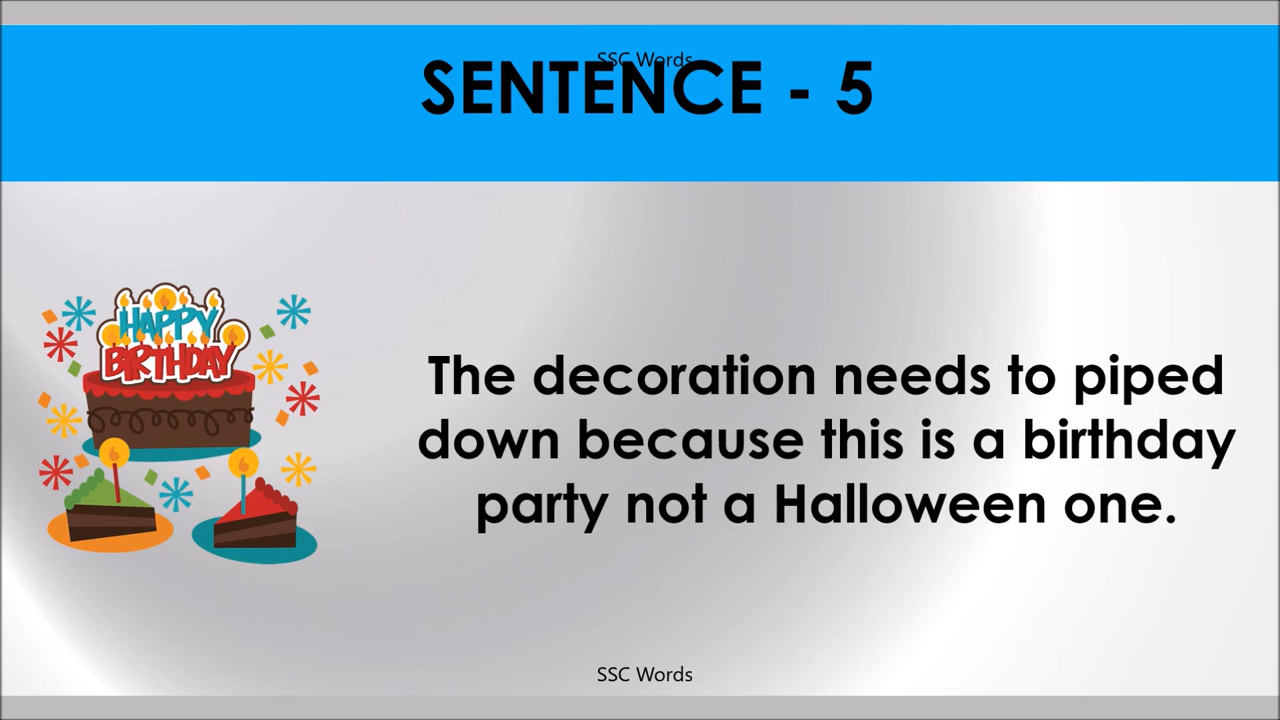 SSC Words
SENTENCE - 5
HAPPY
BIRTHDAY
The decoration needs to piped
down because this is a birthday
party not a Halloween one.
SSC Words